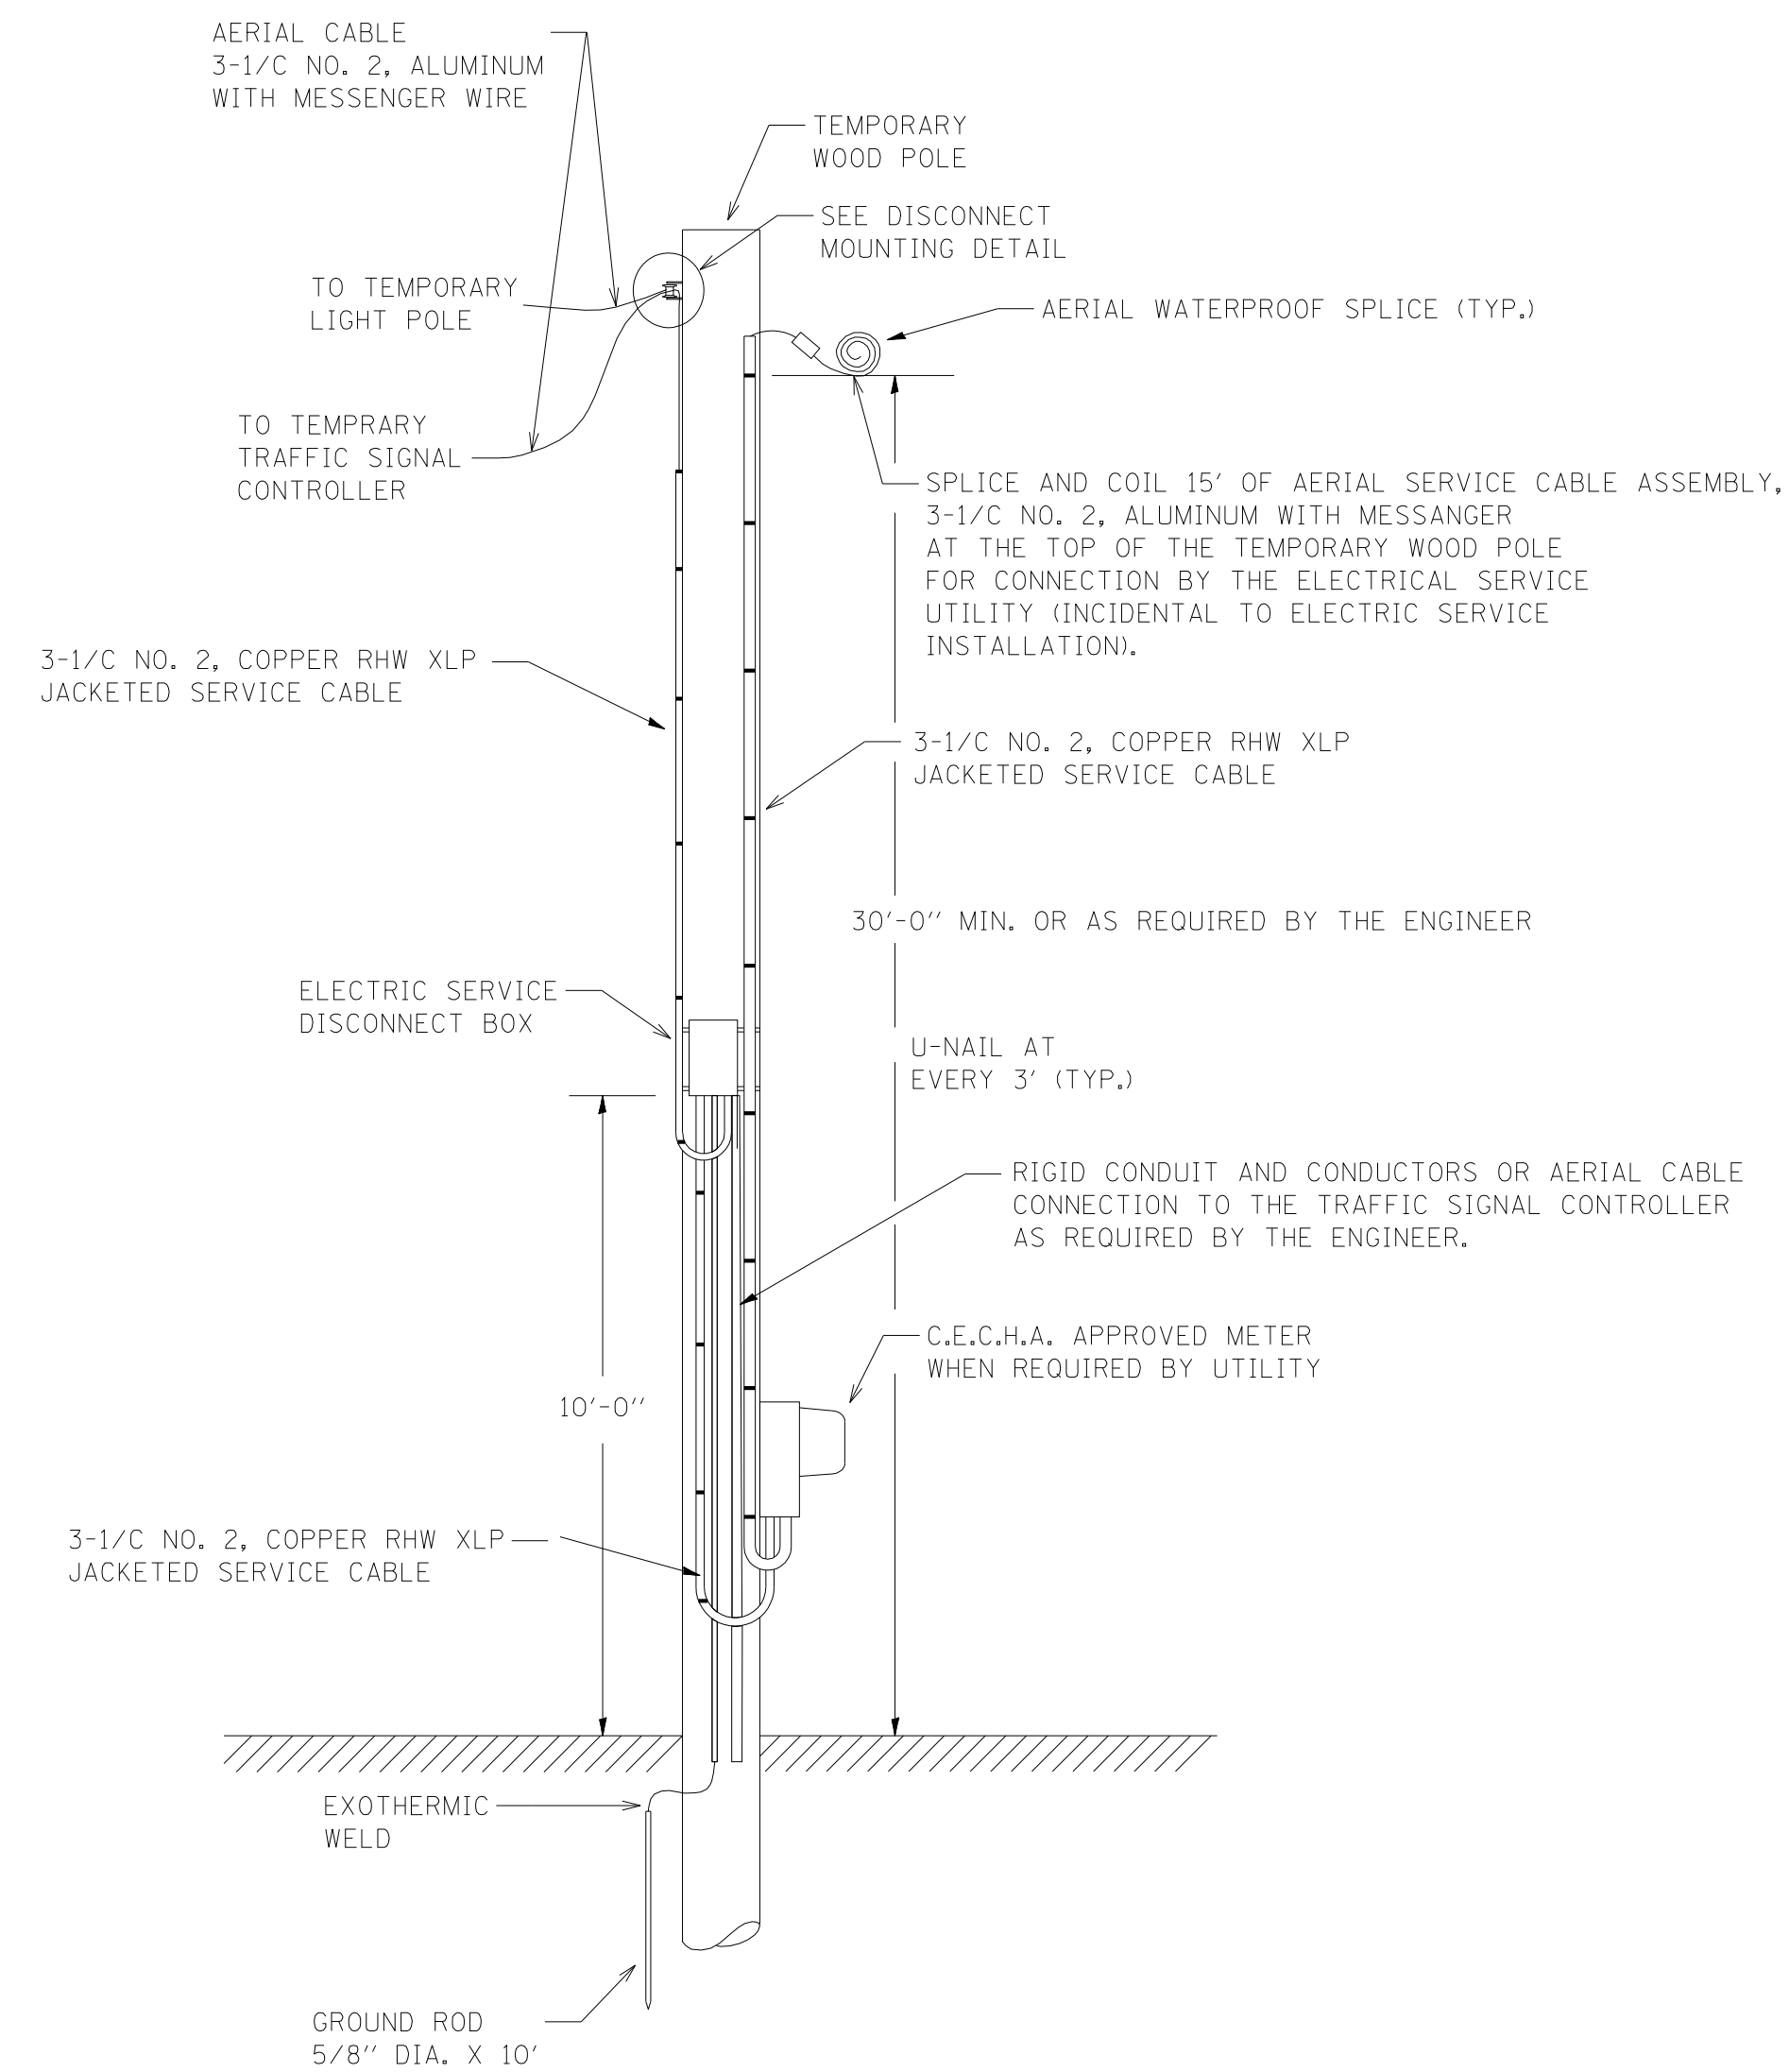 AERIAL CABLE
3-1/C NO. 2, ALUMINUM
WITH MESSENGER WIRE
TEMPORARY
WOOD POLE
SEE DISCONNECT
MOUNTING DETAIL
TO TEMPORARY
LIGHT POLE
AERIAL WATERPROOF SPLICE (TYP.)
TO TEMPRARY
TRAFFIC SIGNAL
CONTROLLER
SPLICE AND COIL 15' OF AERIAL SERVICE CABLE ASSEMBLY,
3-1/C NO. 2, ALUMINUM WITH MESSANGER
AT THE TOP OF THE TEMPORARY WOOD POLE
FOR CONNECTION BY THE ELECTRICAL SERVICE
UTILITY (INCIDENTAL TO ELECTRIC SERVICE
INSTALLATION).
3-1/C NO. 2, COPPER RHW XLP
JACKETED SERVICE CABLE
3-1/C NO. 2, COPPER RHW XLP
JACKETED SERVICE CABLE
30'-0" MIN. OR AS REQUIRED BY THE ENGINEER
ELECTRIC SERVICE
DISCONNECT BOX
U-NAIL AT
EVERY 3' (TYP.)
RIGID CONDUIT AND CONDUCTORS OR AERIAL CABLE
CONNECTION TO THE TRAFFIC SIGNAL CONTROLLER
AS REQUIRED BY THE ENGINEER.
C.E.C.H.A. APPROVED METER
WHEN REQUIRED BY UTILITY
10'-0"
3-1/C NO. 2, COPPER RHW XLP
JACKETED SERVICE CABLE
EXOTHERMIC
WELD
GROUND ROD
5/8" DIA. X 10'